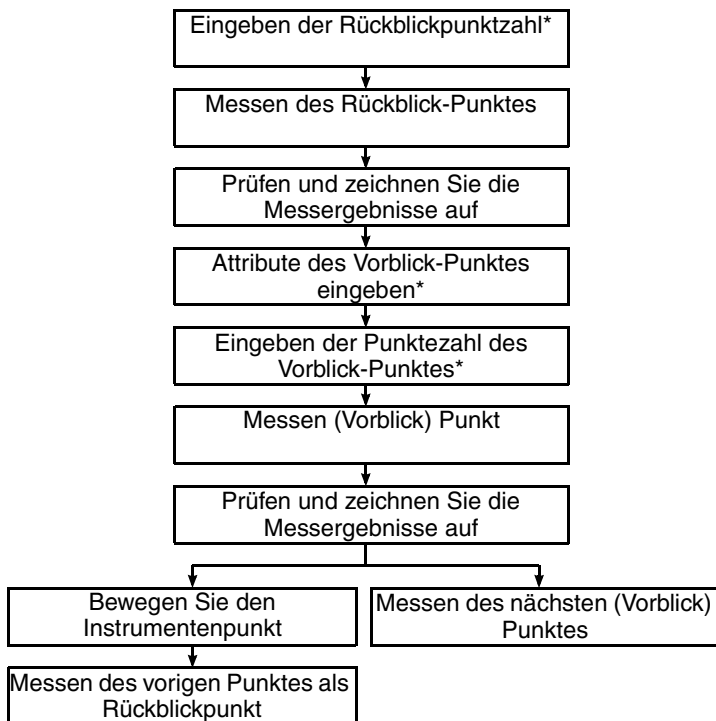 Eingeben der Rückblickpunktzahl*
Messen des Rückblick-Punktes
Prüfen und zeichnen Sie die
Messergebnisse auf
Attribute des Vorblick-Punktes
eingeben*
Eingeben der Punktezahl des
Vorblick-Punktes*
Messen (Vorblick) Punkt
Prüfen und zeichnen Sie die
Messergebnisse auf
Bewegen Sie den
Instrumentenpunkt
Messen des nächsten (Vorblick)
Punktes
Messen des vorigen Punktes als
Rückblickpunkt